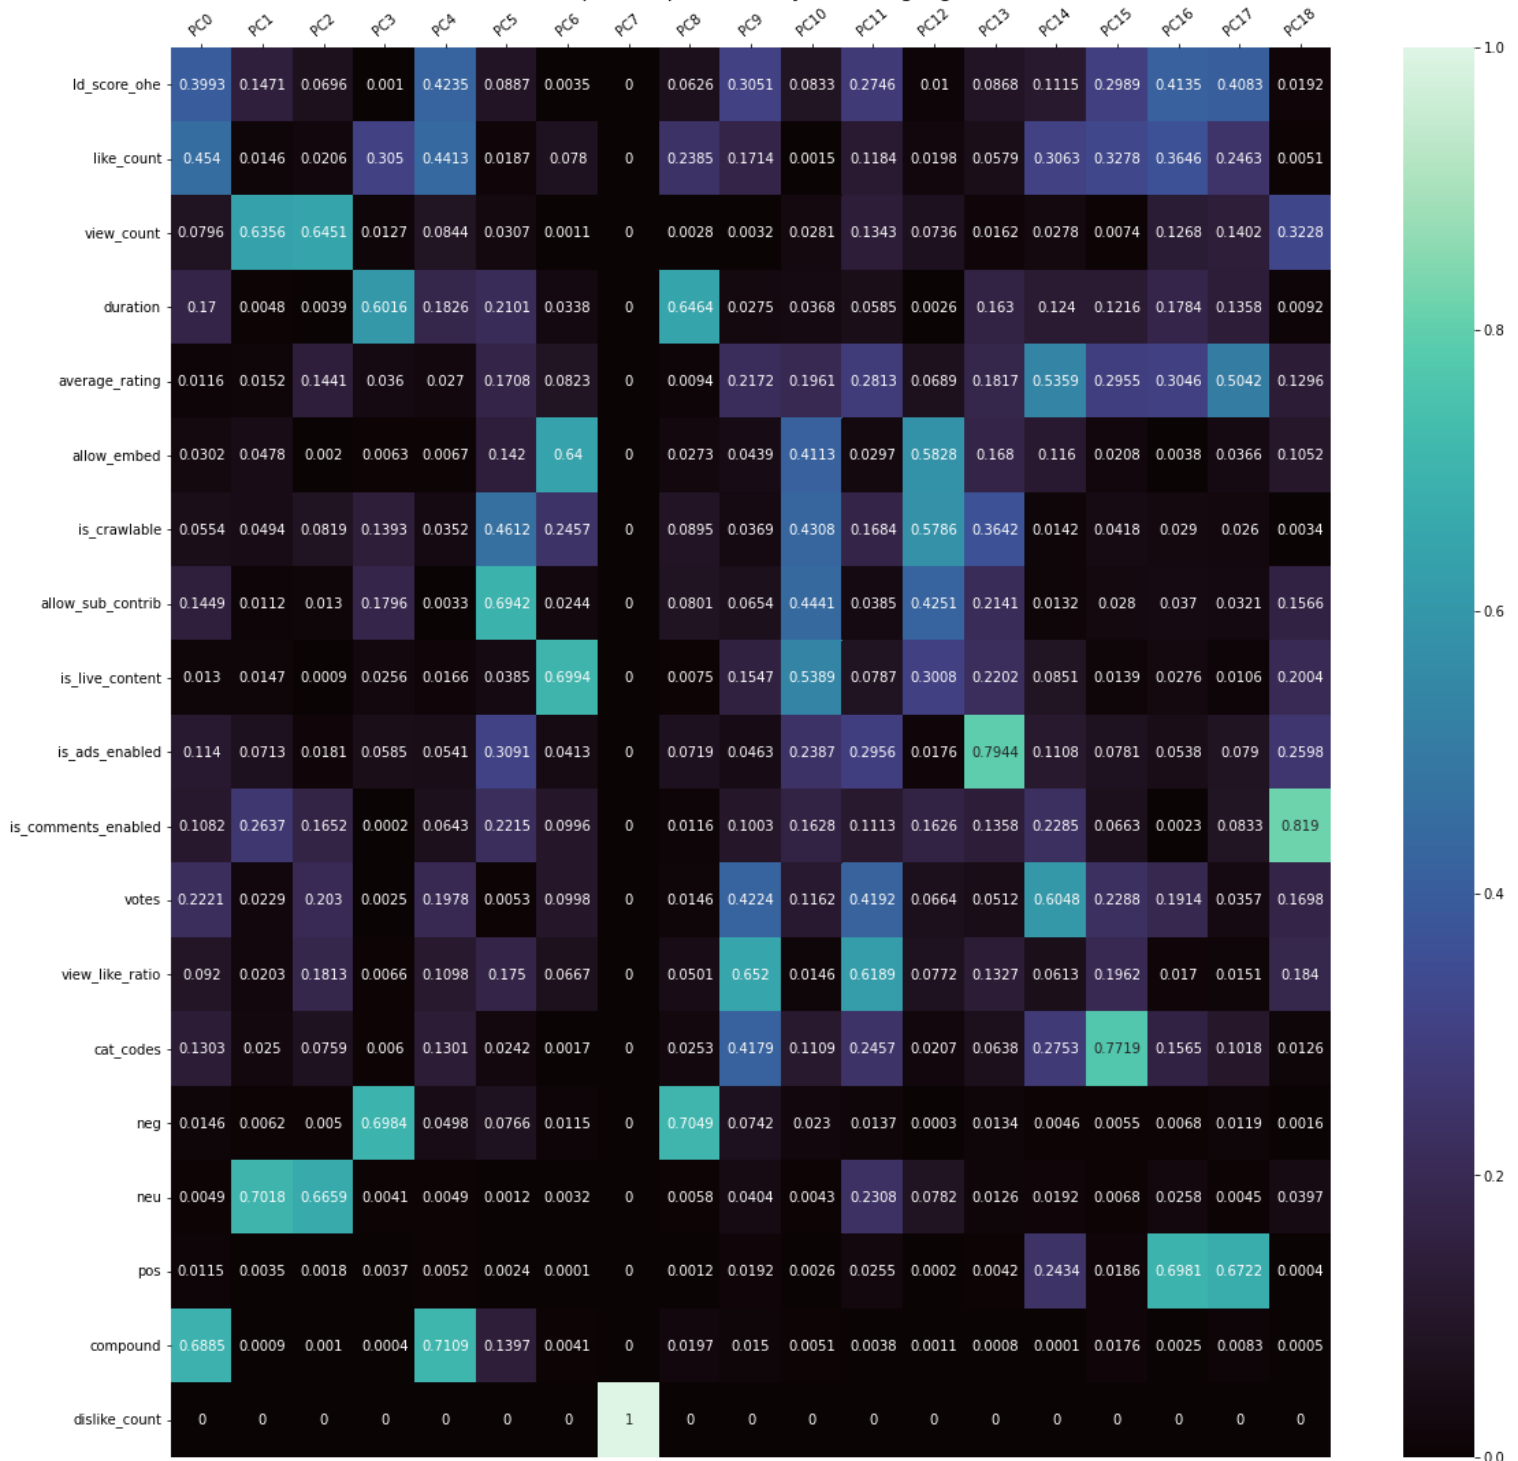 PC0 PC1 PC2 PC3 PC4 PC5 PC6 PC7 PC8 PC9 PC10 PC11 PC12 PC13 PC14 PC15 PC16 PC17 PC18
ld_score_ohe 0.3993 0.1471 0.0696 0.001 0.4235 0.0887 0.0035 0 0.0626 0.3051 0.0833 0.2746 0.01 0.0868 0.1115 0.2989 0.4135 0.4083 0.0192
like_count 0.454 0.0146 0.0206 0.305 0.4413 0.0187 0.078 0 0.2385 0.1714 0.0015 0.1184 0.0198 0.0579 0.3063 0.3278 0.3646 0.2463 0.0051
view_count 0.0796 0.6356 0.6451 0.0127 0.0844 0.0307 0.0011 0 0.0028 0.0032 0.0281 0.1343 0.0736 0.0162 0.0278 0.0074 0.1268 0.1402 0.3228
duration 0.17 0.0048 0.0039 0.6016 0.1826 0.2101 0.0338 0 0.6464 0.0275 0.0368 0.0585 0.0026 0.163 0.124 0.1216 0.1784 0.1358 0.0092
average_rating 0.0116 0.0152 0.1441 0.036 0.027 0.1708 0.0823 0 0.0094 0.2172 0.1961 0.2813 0.0689 0.1817 0.5359 0.2955 0.3046 0.5042 0.1296
allow_embed 0.0302 0.0478 0.002 0.0063 0.0067 0.142 0.64 0 0.0273 0.0439 0.4113 0.0297 0.5828 0.168 0.116 0.0208 0.0038 0.0366 0.1052
is_crawlable 0.0554 0.0494 0.0819 0.1393 0.0352 0.4612 0.2457 0 0.0895 0.0369 0.4308 0.1684 0.5786 0.3642 0.0142 0.0418 0.029 0.026 0.0034
allow_sub_contrib 0.1449 0.0112 0.013 0.1796 0.0033 0.6942 0.0244 0 0.0801 0.0654 0.4441 0.0385 0.4251 0.2141 0.0132 0.028 0.037 0.0321 0.1566
is_live_content 0.013 0.0147 0.0009 0.0256 0.0166 0.0385 0.6994 0 0.0075 0.1547 0.5389 0.0787 0.3008 0.2202 0.0851 0.0139 0.0276 0.0106 0.2004
is_ads_enabled 0.114 0.0713 0.0181 0.0585 0.0541 0.3091 0.0413 0 0.0719 0.0463 0.2387 0.2956 0.0176 0.7944 0.1108 0.0781 0.0538 0.079 0.2598
is_comments_enabled 0.1082 0.2637 0.1652 0.0002 0.0643 0.2215 0.0996 0 0.0116 0.1003 0.1628 0.1113 0.1626 0.1358 0.2285 0.0663 0.0023 0.0833 0.819
votes 0.2221 0.0229 0.203 0.0025 0.1978 0.0053 0.0998 0 0.0146 0.4224 0.1162 0.4192 0.0664 0.0512 0.6048 0.2288 0.1914 0.0357 0.1698
view_like_ratio 0.092 0.0203 0.1813 0.0066 0.1098 0.175 0.0667 0 0.0501 0.652 0.0146 0.6189 0.0772 0.1327 0.0613 0.1962 0.017 0.0151 0.184
cat_codes 0.1303 0.025 0.0759 0.006 0.1301 0.0242 0.0017 0 0.0253 0.4179 0.1109 0.2457 0.0207 0.0638 0.2753 0.7719 0.1565 0.1018 0.0126
neg 0.0146 0.0062 0.005 0.6984 0.0498 0.0766 0.0115 0 0.7049 0.0742 0.023 0.0137 0.0003 0.0134 0.0046 0.0055 0.0068 0.0119 0.0016
neu 0.0049 0.7018 0.6659 0.0041 0.0049 0.0012 0.0032 0 0.0058 0.0404 0.0043 0.2308 0.0782 0.0126 0.0192 0.0068 0.0258 0.0045 0.0397
pos 0.0115 0.0035 0.0018 0.0037 0.0052 0.0024 0.0001 0 0.0012 0.0192 0.0026 0.0255 0.0002 0.0042 0.2434 0.0186 0.6981 0.6722 0.0004
compound 0.6885 0.0009 0.001 0.0004 0.7109 0.1397 0.0041 0 0.0197 0.015 0.0051 0.0038 0.0011 0.0008 0.0001 0.0176 0.0025 0.0083 0.0005
dislike_count 0 0 0 0 0 0 0 1 0 0 0 0 0 0 0 0 0 0 0
1.0
0.8
0.6
0.4
0.2
0.0